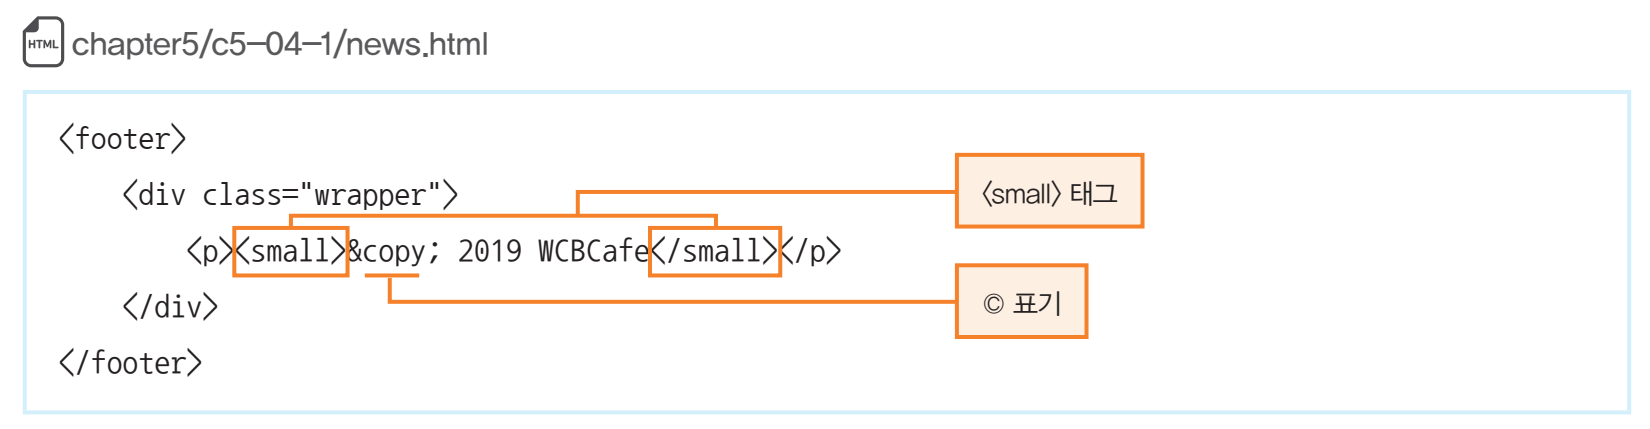 HTML chapter5/c5-04-1/news.html
<footer>
<div class="wrapper">
<small> 태그
<p><small>&copy; 2019 WCBCafe</small></p>
© 표기
</div>
</footer>